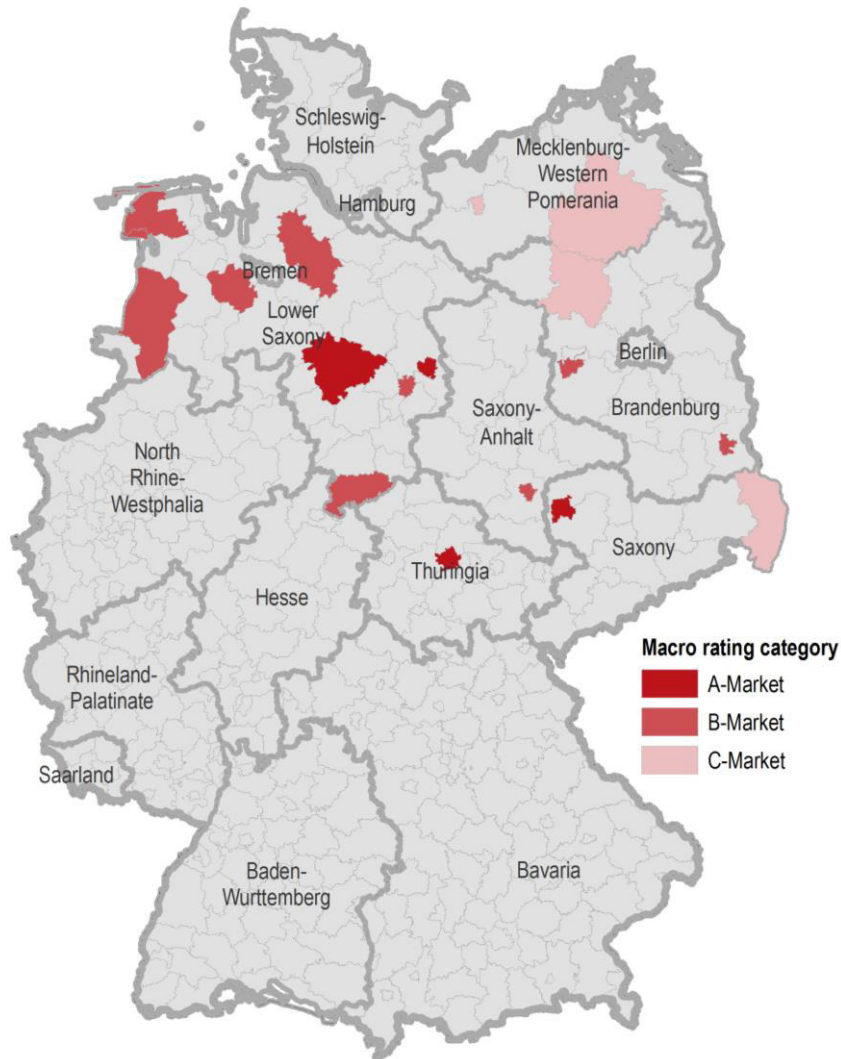 Schleswig-
Holstein
Mecklenburg-
Western
Pomerania
Hamburg
Bremen
Lower
Saxony
Berlin
Brandenburg
Saxony-
Anhalt
North
Rhine-
Westphalia
Saxony
Thuringia
Hesse
Rhineland-
Palatinate
Saarland
Macro rating category
A-Market
B-Market
C-Market
Baden-
Wurttemberg
Bavaria